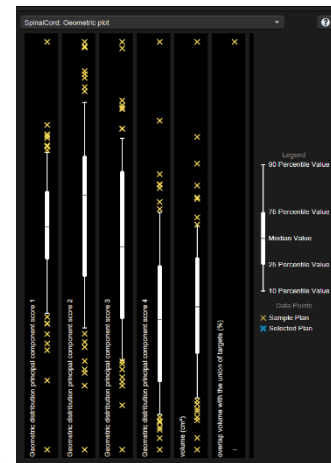 SpinalCord: Geometric plot
?
Geometric distribution principal component score 1
Geometric distribution principal component score 2
Geometric distribution principal component score 3
Geometric distribution principal component score 4
volume (cm³)
overlap volume with the union of targets (%)
Legend
90 Percentile Value
75 Percentile Value
Median Value
25 Percentile Value
10 Percentile Value
Data Points
Sample Plan
Selected Plan